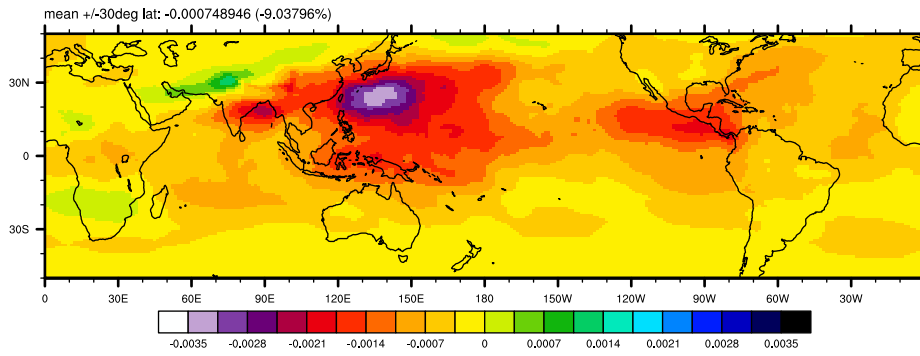 mean +/-30deg lat: -0.000748946 (-9.03796%)
30N
0
30S
0 30E 60E 90E 120E 150E 180 150W 120W 90W 60W 30W
-0.0035 -0.0028 -0.0021 -0.0014 -0.0007 0 0.0007 0.0014 0.0021 0.0028 0.0035